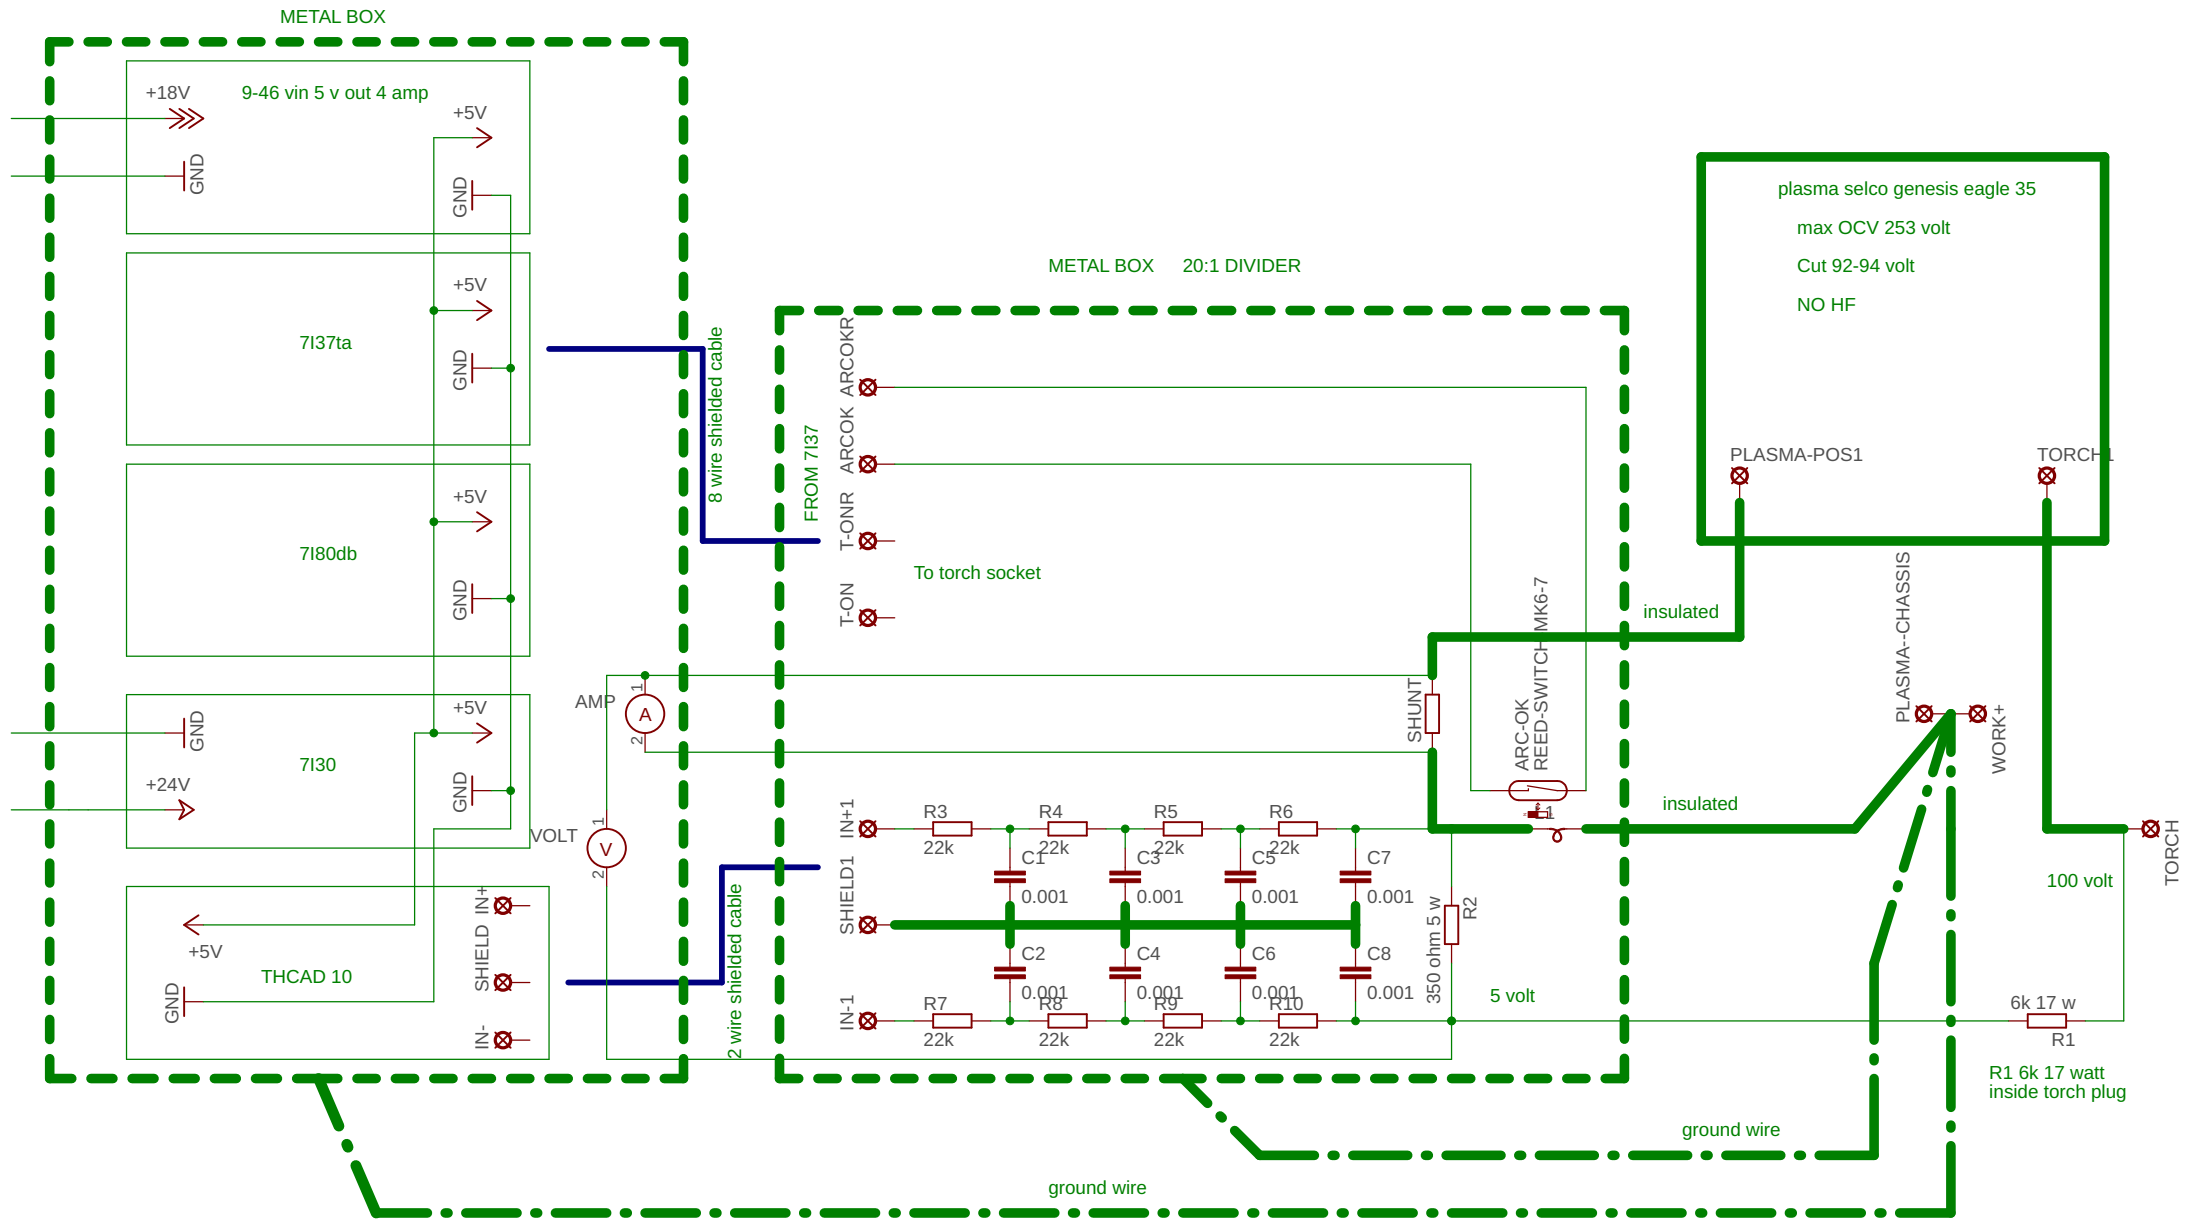 METAL BOX
+18V
9-46 vin 5 v out 4 amp
+5V
GND
GND
+5V
7I37ta
GND
+5V
7I80db
GND
GND
+5V
7I30
+24V
GND
+5V
GND
THCAD 10
IN+
SHIELD
IN-
8 wire shielded cable
2 wire shielded cable
AMP
A
1
2
VOLT
V
1
2
METAL BOX 20:1 DIVIDER
FROM 7I37
ARCOKR
ARCOK
T-ONR
T-ON
To torch socket
SHUNT
ARC-OK
REED-SWITCH-MK6-7
L1
IN+1
SHIELD1
IN-1
R3
22k
R4
22k
R5
22k
R6
22k
C1
0.001
C3
0.001
C5
0.001
C7
0.001
C2
0.001
C4
0.001
C6
0.001
C8
0.001
R7
22k
R8
22k
R9
22k
R10
22k
350 ohm 5 w
R2
5 volt
plasma selco genesis eagle 35
max OCV 253 volt
Cut 92-94 volt
NO HF
PLASMA-POS1
TORCH1
insulated
insulated
PLASMA--CHASSIS
WORK+
TORCH
100 volt
6k 17 w
R1
R1 6k 17 watt
inside torch plug
ground wire
ground wire